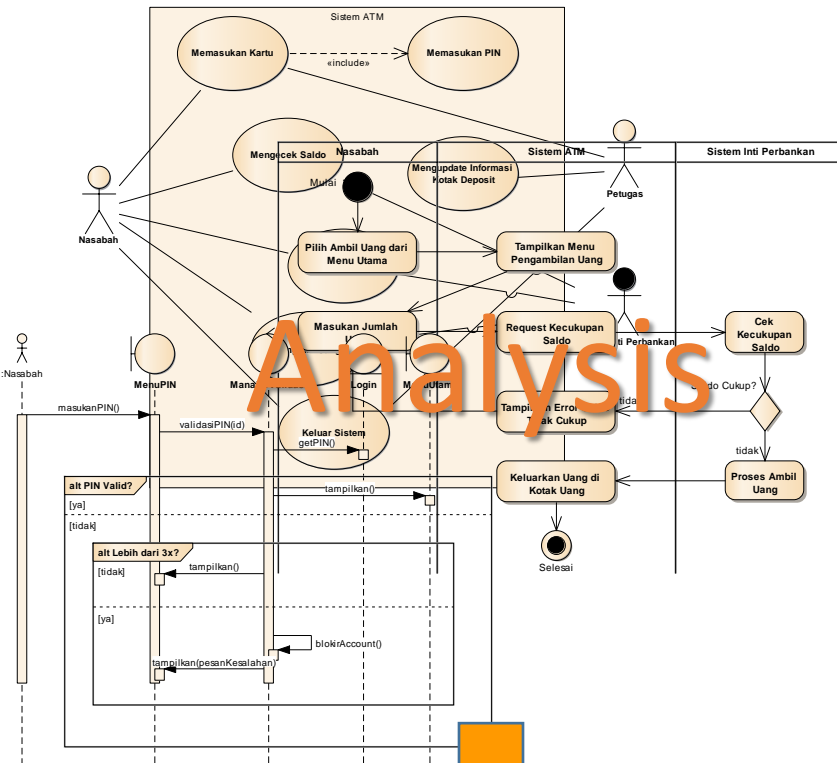 Sistem ATM
Memasukan Kartu
«include»
Memasukan PIN
Mengecek Saldo
Mengupdate Informasi
Kotak Deposit
Nasabah
Petugas
Nasabah
Sistem ATM
Sistem Inti Perbankan
Mulai
Pilih Ambil Uang dari
Menu Utama
Tampilkan Menu
Pengambilan Uang
Masukan Jumlah
Request Kecukupan
Saldo
Cek
Kecukupan
Saldo
Perbankan
Cukup?
tidak
Keluar Sistem
Keluarkan Uang di
Kotak Uang
Proses Ambil
Uang
Selesai
Analysis
:Nasabah
MenuPIN
Login
masukanPIN()
validasiPIN(id)
getPIN()
alt PIN Valid?
[ya]
tampilkan()
[tidak]
alt Lebih dari 3x?
[tidak]
tampilkan()
[ya]
blokirAccount()
tampilkan(pesanKesalahan)